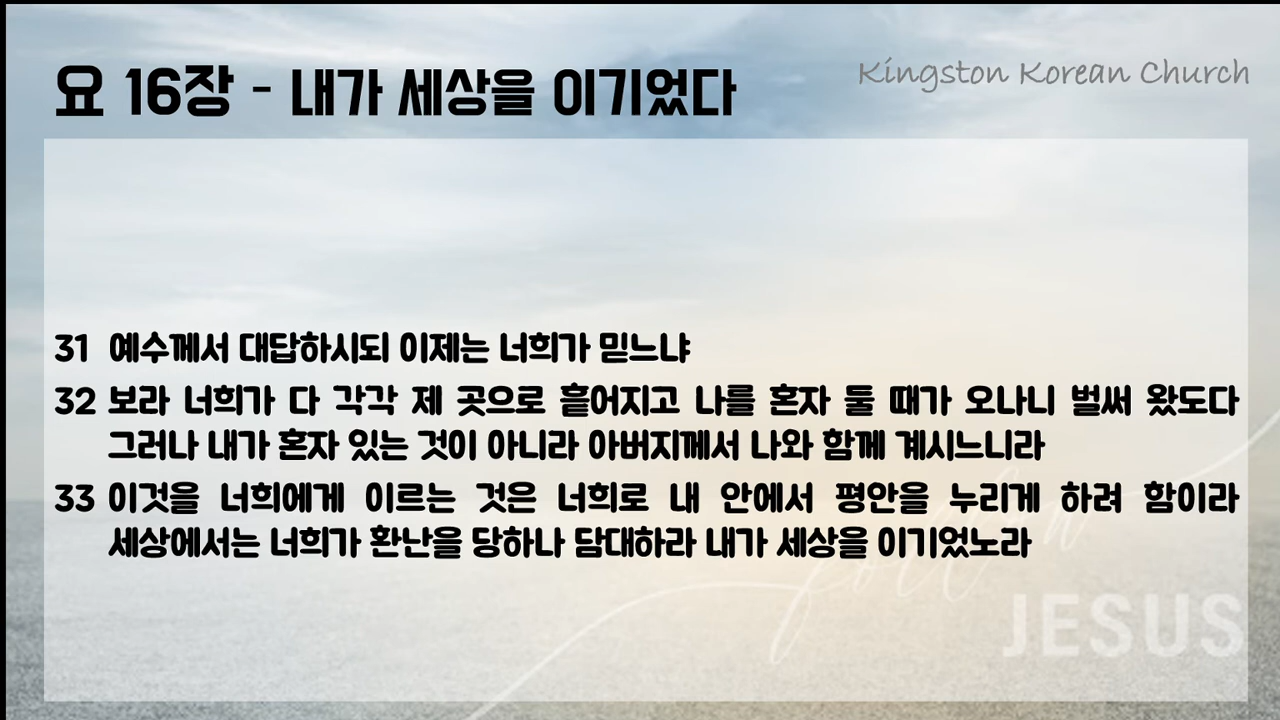 요 16장 - 내가 세상을 이기었다
Kingston Korean Church
31 예수께서 대답하시되 이제는 너희가 믿느냐
32 보라 너희가 다 각각 제 곳으로 흩어지고 나를 혼자 둘 때가 오나니 벌써 왔도다
그러나 내가 혼자 있는 것이 아니라 아버지께서 나와 함께 계시느니라
33 이것을 너희에게 이르는 것은 너희로 내 안에서 평안을 누리게 하려 함이라
세상에서는 너희가 환난을 당하나 담대하라 내가 세상을 이기었노라
JESUS